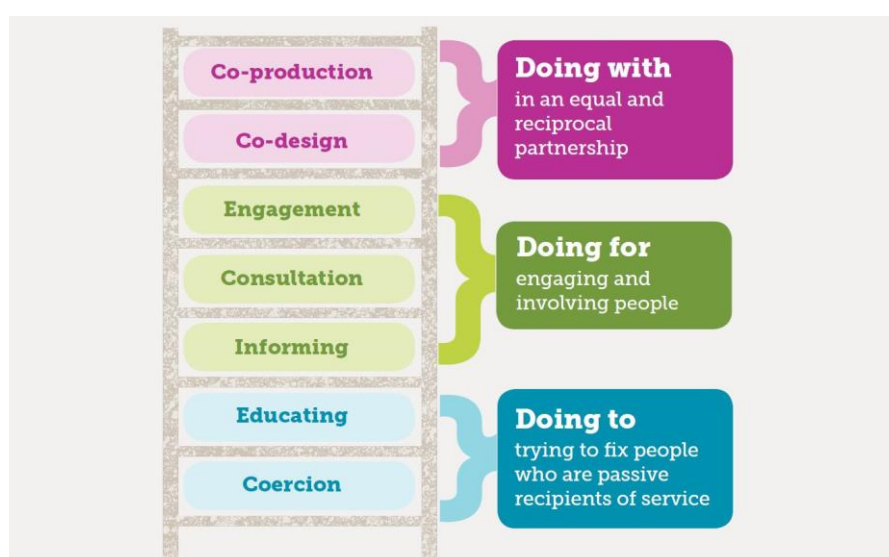 Co-production
Co-design
Doing with
in an equal and
reciprocal
partnership
Engagement
Consultation
Informing
Doing for
engaging and
involving people
Educating
Coercion
Doing to
trying to fix people
who are passive
recipients of service